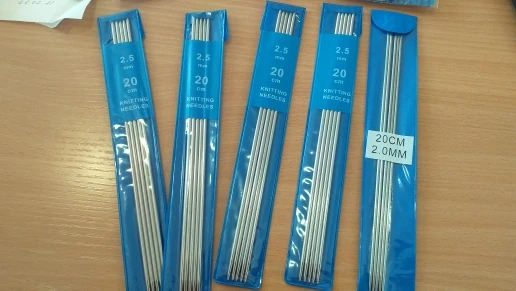 2.5
mm
20
cm
KNITTING
NEEDLES
2.5
mm
20
cm
KNITTING
NEEDLES
2.5
mm
20
cm
KNITTING
NEEDLES
2.5
mm
20
cm
KNITTING
NEEDLES
20CM
2.0MM